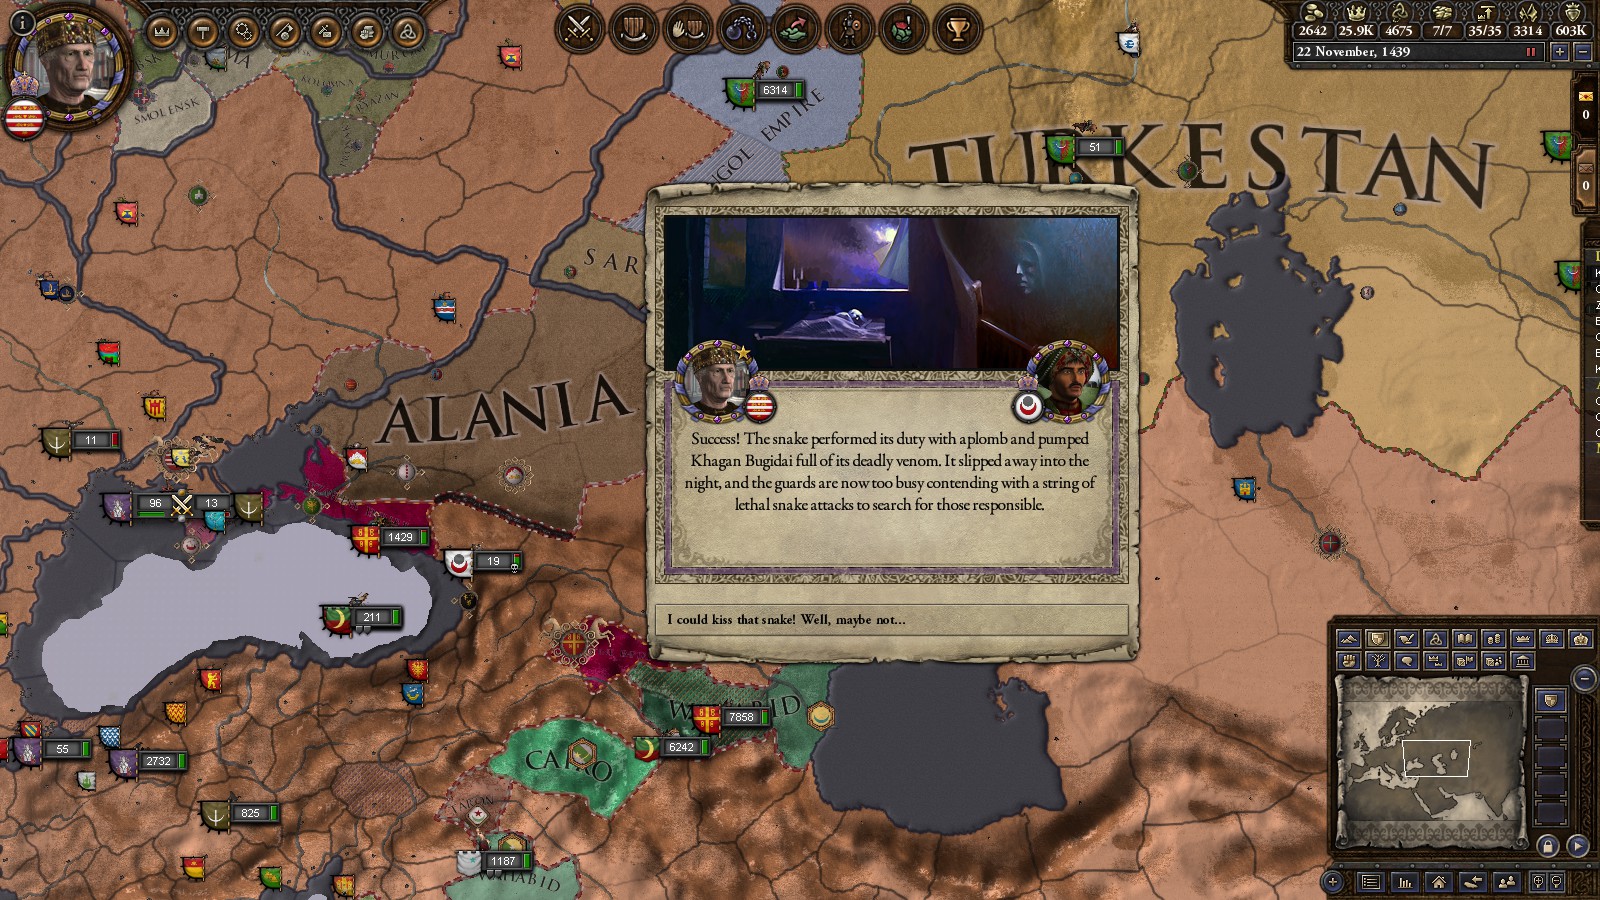 2642 25.9K 4675 7/7 35/35 3314 603K
22 November, 1439
0
0
SMOLENSK
RYAZAN
6314
EMPIRE
TURKESTAN
51
SAR
ALANIA
11
96 13
1429
19
211
55
2732
825
7858
6242
1187
Success! The snake performed its duty with aplomb and pumped
Khagan Bugidai full of its deadly venom. It slipped away into the
night, and the guards are now too busy contending with a string of
lethal snake attacks to search for those responsible.
I could kiss that snake! Well, maybe not...